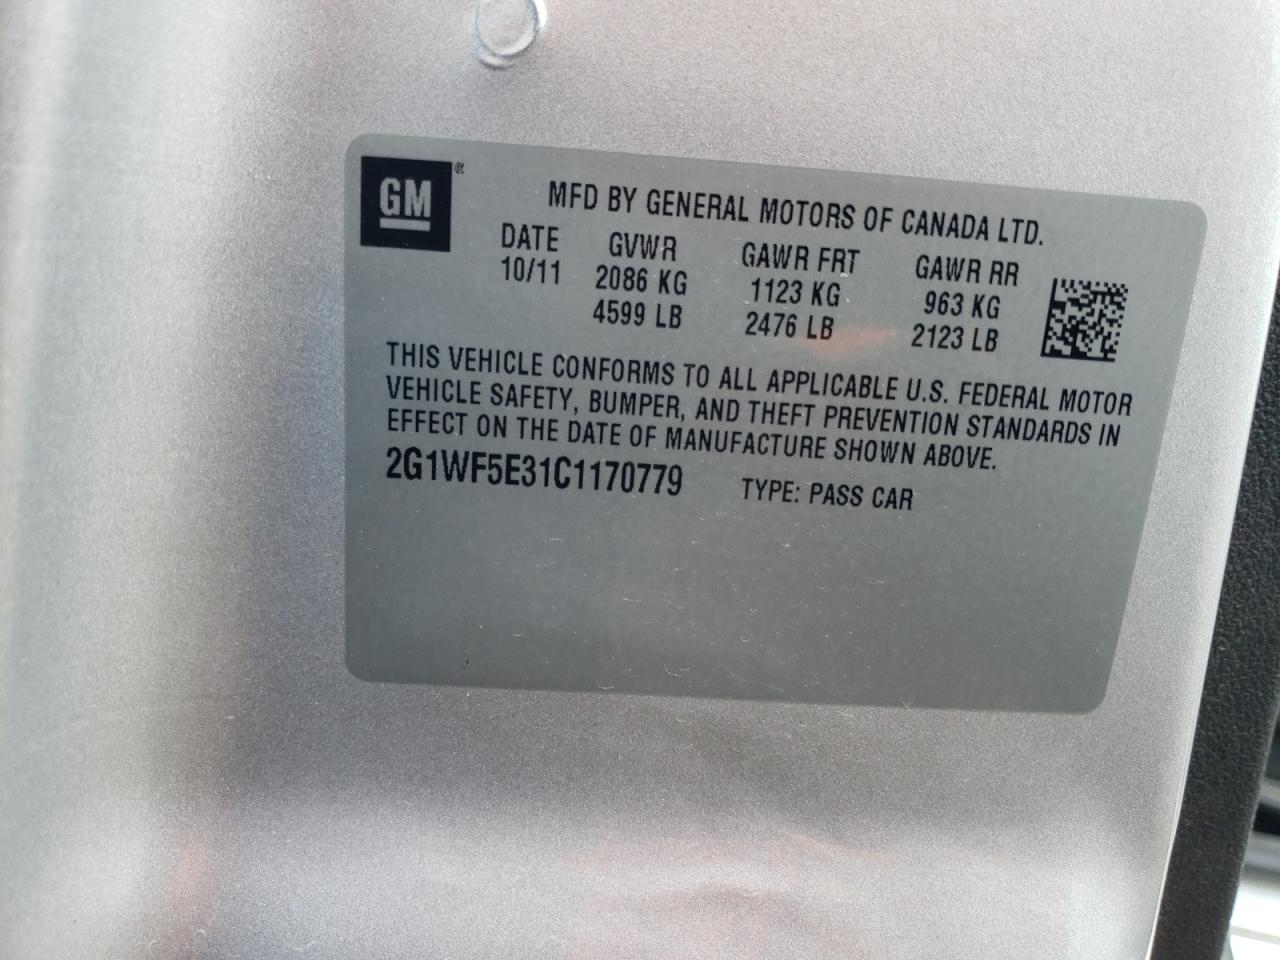 GM®
MFD BY GENERAL MOTORS OF CANADA LTD.
DATE GVWR GAWR FRT GAWR RR
10/11 2086 KG 1123 KG 963 KG
4599 LB 2476 LB 2123 LB
THIS VEHICLE CONFORMS TO ALL APPLICABLE U.S. FEDERAL MOTOR
VEHICLE SAFETY, BUMPER, AND THEFT PREVENTION STANDARDS IN
EFFECT ON THE DATE OF MANUFACTURE SHOWN ABOVE.
2G1WF5E31C1170779 TYPE: PASS CAR